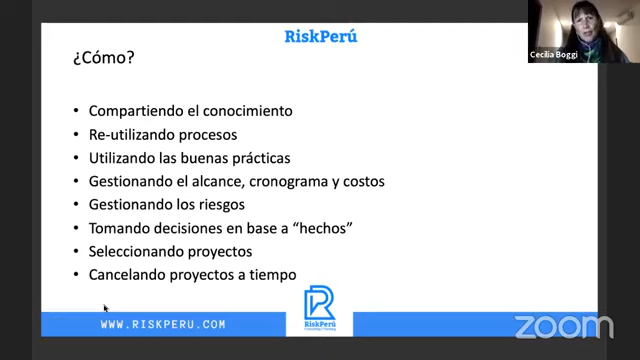 RiskPerú
¿Cómo?
• Compartiendo el conocimiento
• Re-utilizando procesos
• Utilizando las buenas prácticas
• Gestionando el alcance, cronograma y costos
• Gestionando los riesgos
• Tomando decisiones en base a “hechos”
• Seleccionando proyectos
• Cancelando proyectos a tiempo
Cecilia Boggi
RiskPerú
WWW.RISKPERU.COM
zoom